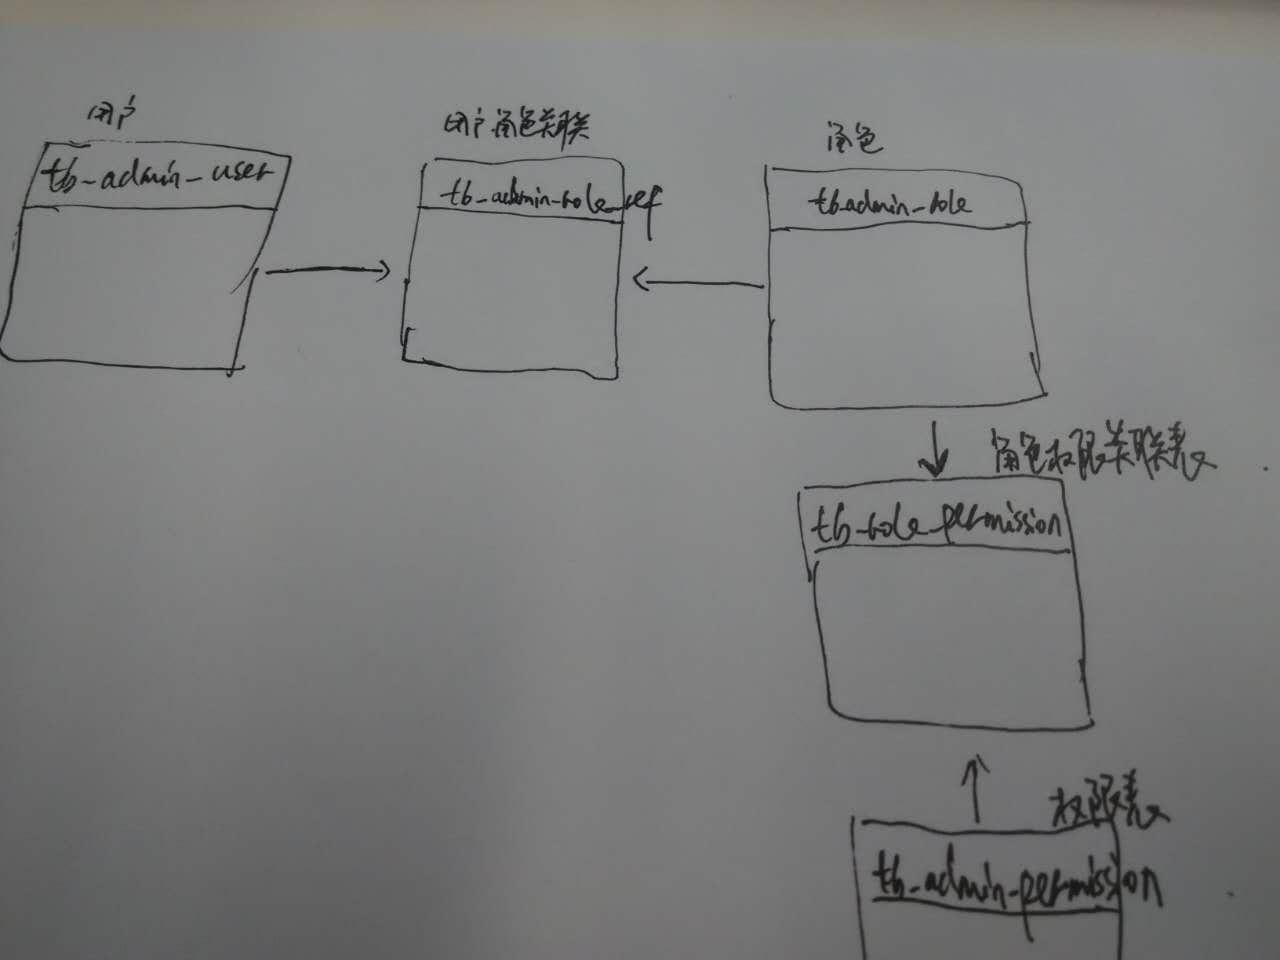 用户
tb_admin_user
用户角色关联
tb_admin_role_ref
角色
tb_admin_role
角色权限关联表
tb_role_permission
权限表
tb_admin_permission